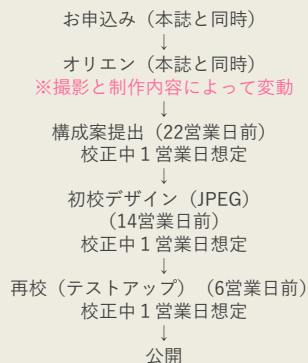 お申込み（本誌と同時）
↓
オリエン（本誌と同時）
※撮影と制作内容によって変動
↓
構成案提出（22営業日前）
校正中１営業日想定
↓
初校デザイン（JPEG）
（14営業日前）
校正中１営業日想定
↓
再校（テストアップ）（6営業日前）
校正中１営業日想定
↓
公開